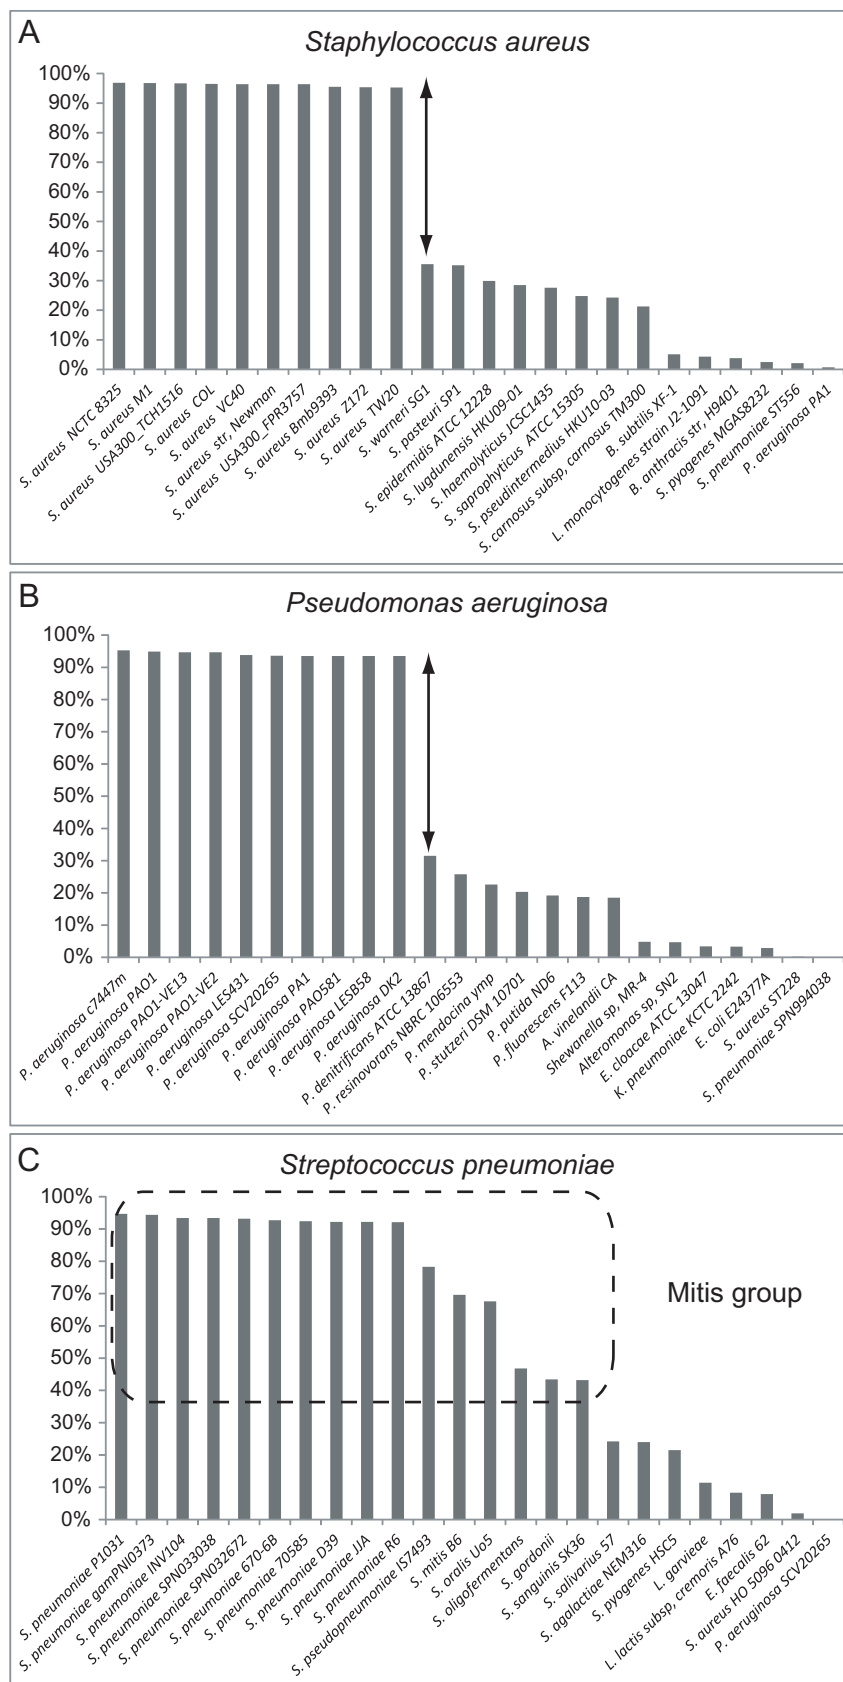 A
Staphylococcus aureus
100%
90%
80%
70%
60%
50%
40%
30%
20%
10%
0%
S. aureus NCTC 8325
S. aureus M1
S. aureus USA300_TCH1516
S. aureus COL
S. aureus VC40
S. aureus str, Newman
S. aureus USA300_FPR3757
S. aureus Bmb9393
S. aureus Z172
S. aureus TW20
S. warneri SG1
S. pasteuri SP1
S. epidermidis ATCC 12228
S. lugdunensis HKU09-01
S. haemolyticus JCSC1435
S. saprophyticus ATCC 15305
S. pseudintermedius HKU10-03
S. carnosus subsp, carnosus TM300
B. subtilis XF-1
L. monocytogenes strain J2-1091
B. anthracis str, H9401
S. pyogenes MGAS8232
S. pneumoniae ST556
P. aeruginosa PA1
B
Pseudomonas aeruginosa
100%
90%
80%
70%
60%
50%
40%
30%
20%
10%
0%
P. aeruginosa c7447m
P. aeruginosa PAO1
P. aeruginosa PAO1-VE13
P. aeruginosa PAO1-VE2
P. aeruginosa LES431
P. aeruginosa SCV20265
P. aeruginosa PA1
P. aeruginosa PAO581
P. aeruginosa LESB58
P. aeruginosa DK2
P. denitrificans ATCC 13867
P. resinovorans NBRC 106553
P. mendocina ymp
P. stutzeri DSM 10701
P. putida ND6
P. fluorescens F113
A. vinelandii CA
Shewanella sp, MR-4
Alteromonas sp, SN2
E. cloacae ATCC 13047
K. pneumoniae KCTC 2242
E. coli E24377A
S. aureus ST228
S. pneumoniae SPN994038
C
Streptococcus pneumoniae
100%
90%
80%
70%
60%
50%
40%
30%
20%
10%
0%
Mitis group
S. pneumoniae P1031
S. pneumoniae gamPNI0373
S. pneumoniae INV104
S. pneumoniae SPN033038
S. pneumoniae SPN032672
S. pneumoniae 670-6B
S. pneumoniae 70585
S. pneumoniae D39
S. pneumoniae JJA
S. pneumoniae R6
S. pseudopneumoniae IS7493
S. mitis B6
S. oralis Uo5
S. oligofermentans
S. gordonii
S. sanguinis SK36
S. salivarius 57
S. agalactiae NEM316
S. pyogenes HSC5
L. garvieae
L. lactis subsp, cremoris A76
E. faecalis 62
S. aureus HO 5096 0412
P. aeruginosa SCV20265